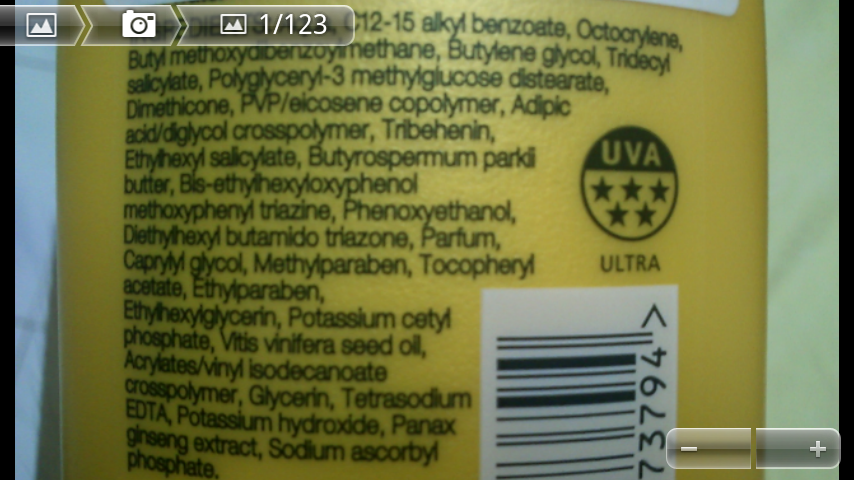 1/123
C12-15 alkyl benzoate, Octocrylene,
Butyl methoxydibenzoylmethane, Butylene glycol, Tridecyl
salicylate, Polyglyceryl-3 methylglucose distearate,
Dimethicone, PVP/eicosene copolymer, Adipic
acid/diglycol crosspolymer, Tribehenin,
Ethylhexyl salicylate, Butyrospermum parkii
butter, Bis-ethylhexyloxyphenol
methoxyphenyl triazine, Phenoxyethanol,
Diethylhexyl butamido triazone, Parfum,
Caprylyl glycol, Methylparaben, Tocopheryl
acetate, Ethylparaben,
Ethylhexylglycerin, Potassium cetyl
phosphate, Vitis vinifera seed oil,
Acrylates/vinyl isodecanoate
crosspolymer, Glycerin, Tetrasodium
EDTA, Potassium hydroxide, Panax
ginseng extract, Sodium ascorbyl
phosphate,
UVA
ULTRA
73794 >